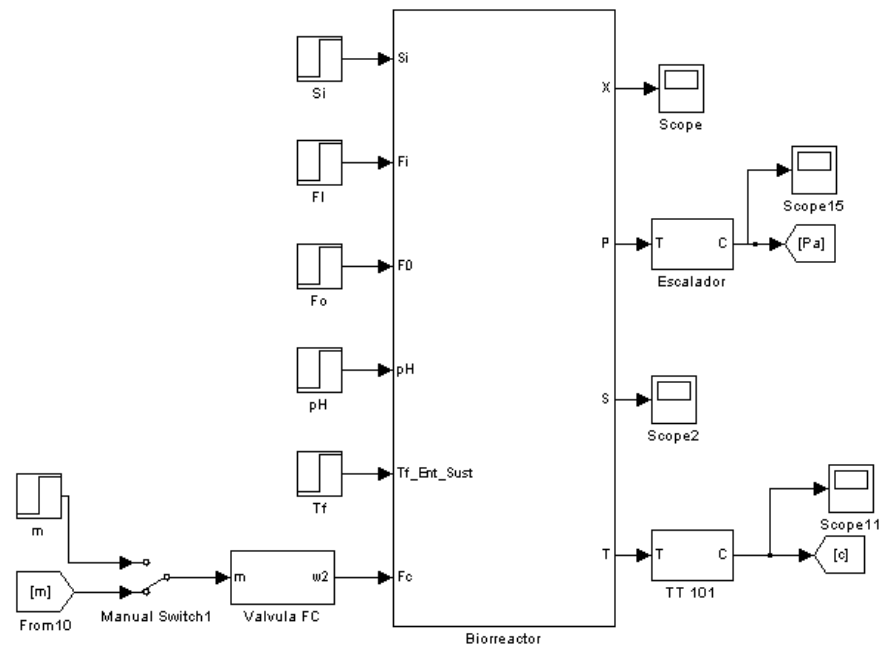 Si
Si
X
Scope
Fi
FI
Scope15
P
T
C
[Pa]
Escalador
F0
Fo
pH
pH
S
Scope2
Tf_Ent_Sust
Tf
m
Scope11
T
T
C
[c]
TT 101
[m]
From10
Manual Switch1
m
w2
Valvula FC
Fc
Biorreactor